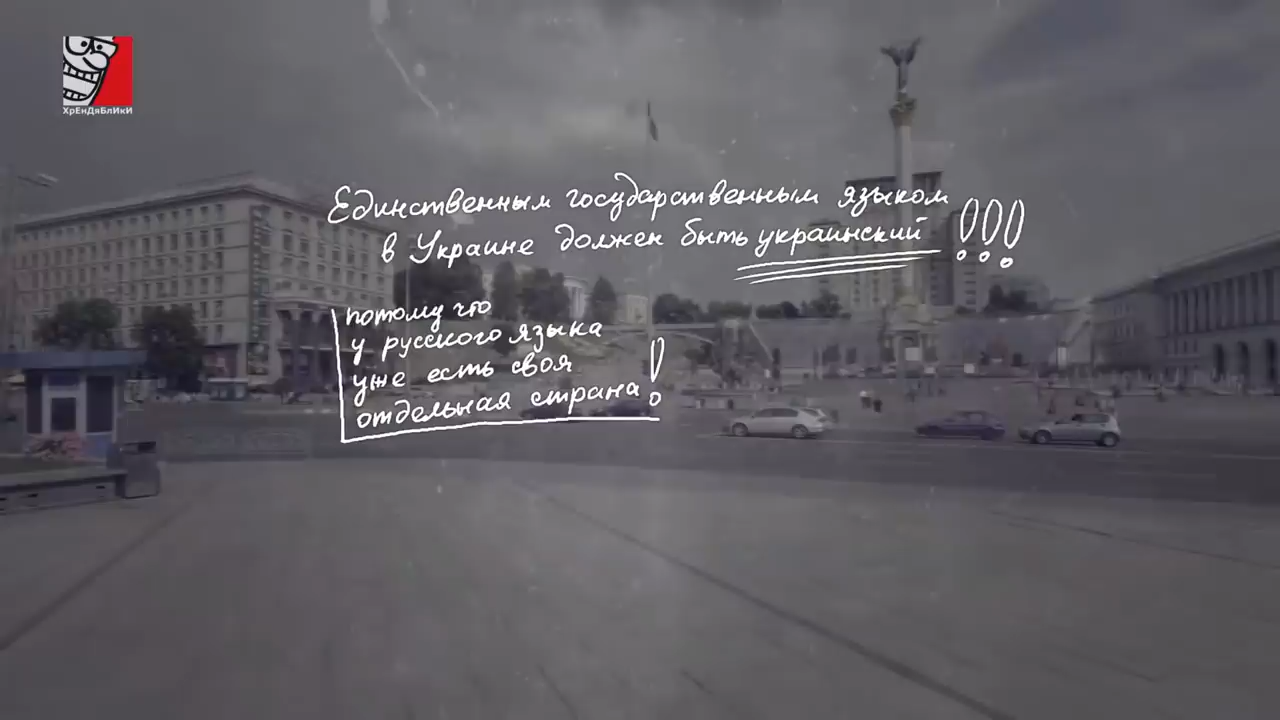 ХрЕнДяБлИкИ
Единственным государственным языком
в Украине должен быть украинский !!!
потому что
у русского языка
уже есть своя
отдельная страна!